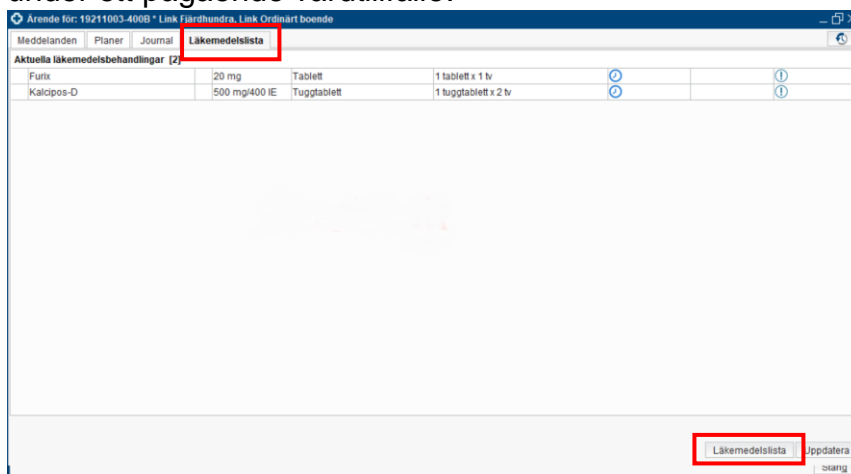 under ett pågående vårdtillfälle.
Ärende för: 19211003-400B * Link Fjärdhundra, Link Ordinärt boende
Meddelanden Planer Journal Läkemedelslista
Aktuella läkemedelsbehandlingar [2]
Furix 20 mg Tablett 1 tablett x 1 tv
Kalcipos-D 500 mg/400 IE Tuggtablett 1 tuggtablett x 2 tv
Läkemedelslista Uppdatera
Stäng